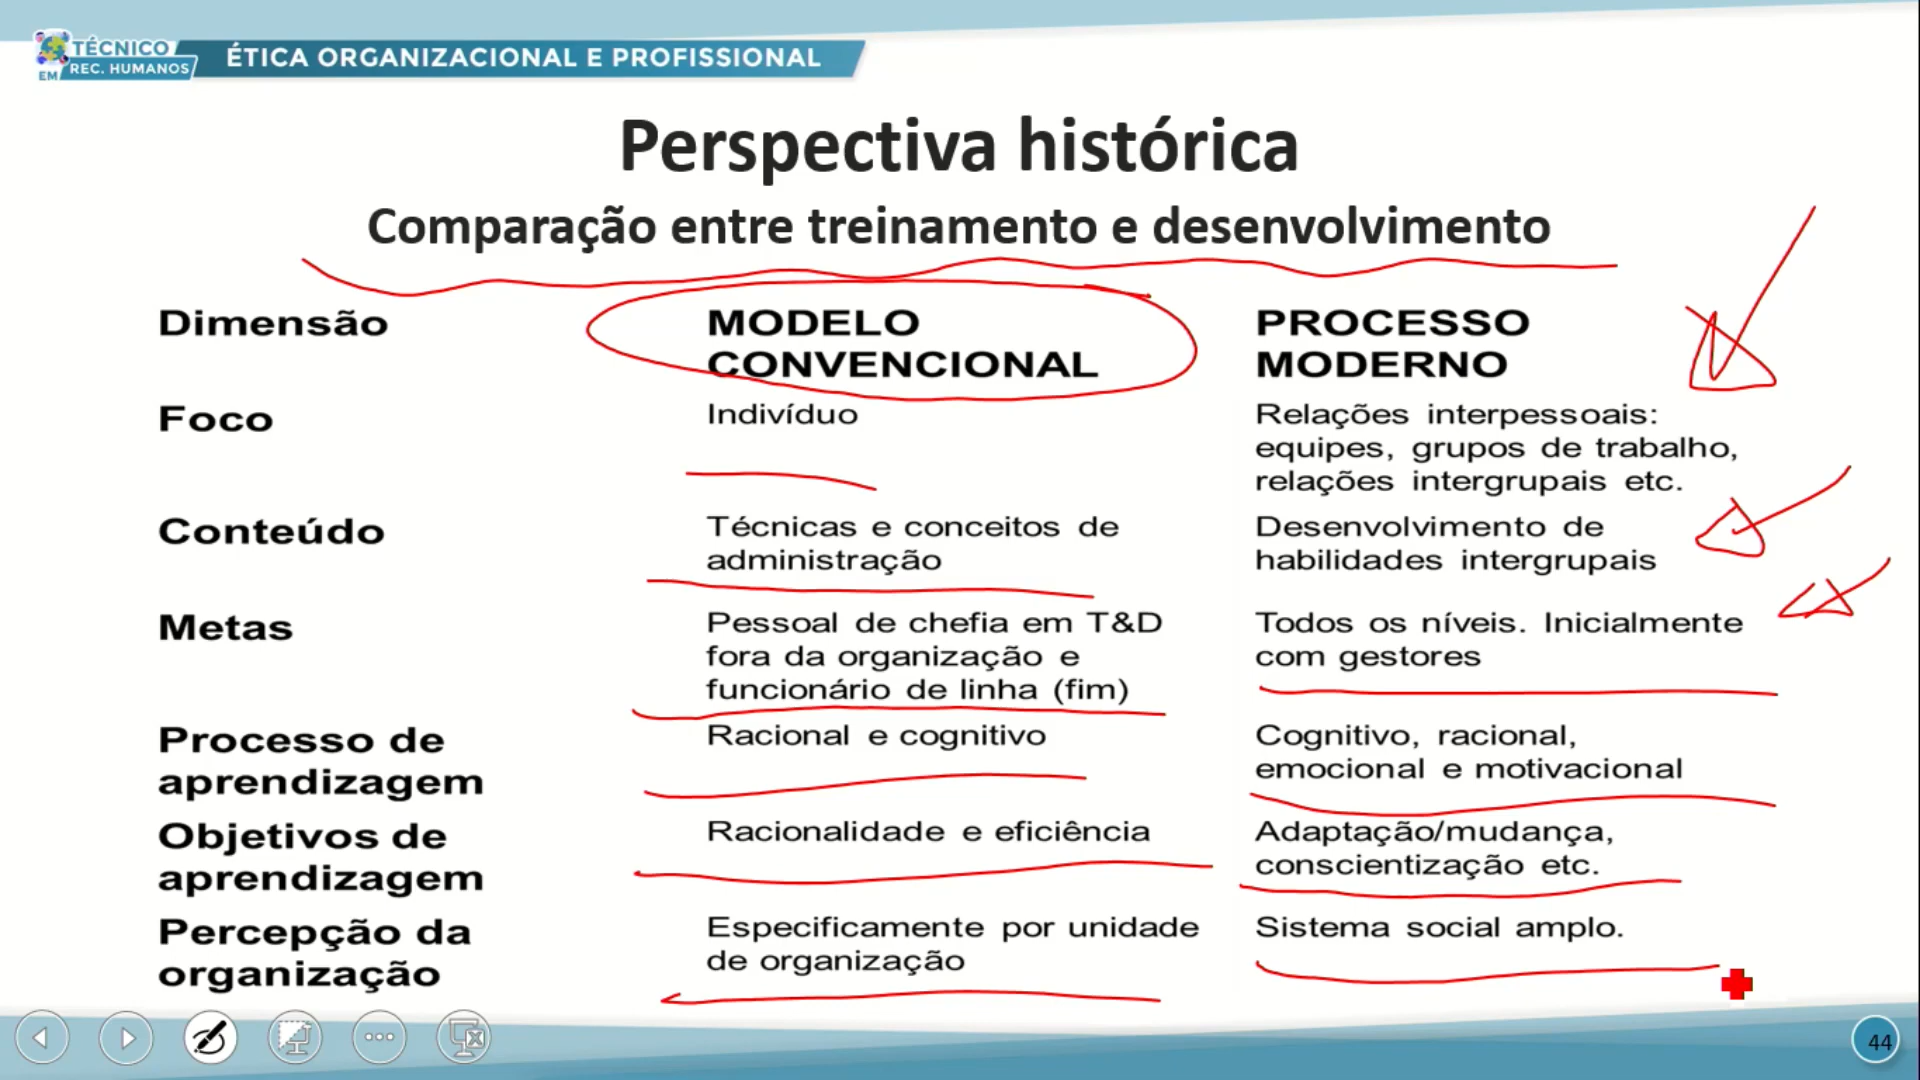 TÉCNICO
EM REC. HUMANOS
ÉTICA ORGANIZACIONAL E PROFISSIONAL
Perspectiva histórica
Comparação entre treinamento e desenvolvimento
Dimensão
MODELO
CONVENCIONAL
PROCESSO
MODERNO
Foco
Indivíduo
Relações interpessoais:
equipes, grupos de trabalho,
relações intergrupais etc.
Conteúdo
Técnicas e conceitos de
administração
Desenvolvimento de
habilidades intergrupais
Metas
Pessoal de chefia em T&D
fora da organização e
funcionário de linha (fim)
Todos os níveis. Inicialmente
com gestores
Processo de
aprendizagem
Racional e cognitivo
Cognitivo, racional,
emocional e motivacional
Objetivos de
aprendizagem
Racionalidade e eficiência
Adaptação/mudança,
conscientização etc.
Percepção da
organização
Especificamente por unidade
de organização
Sistema social amplo.
44